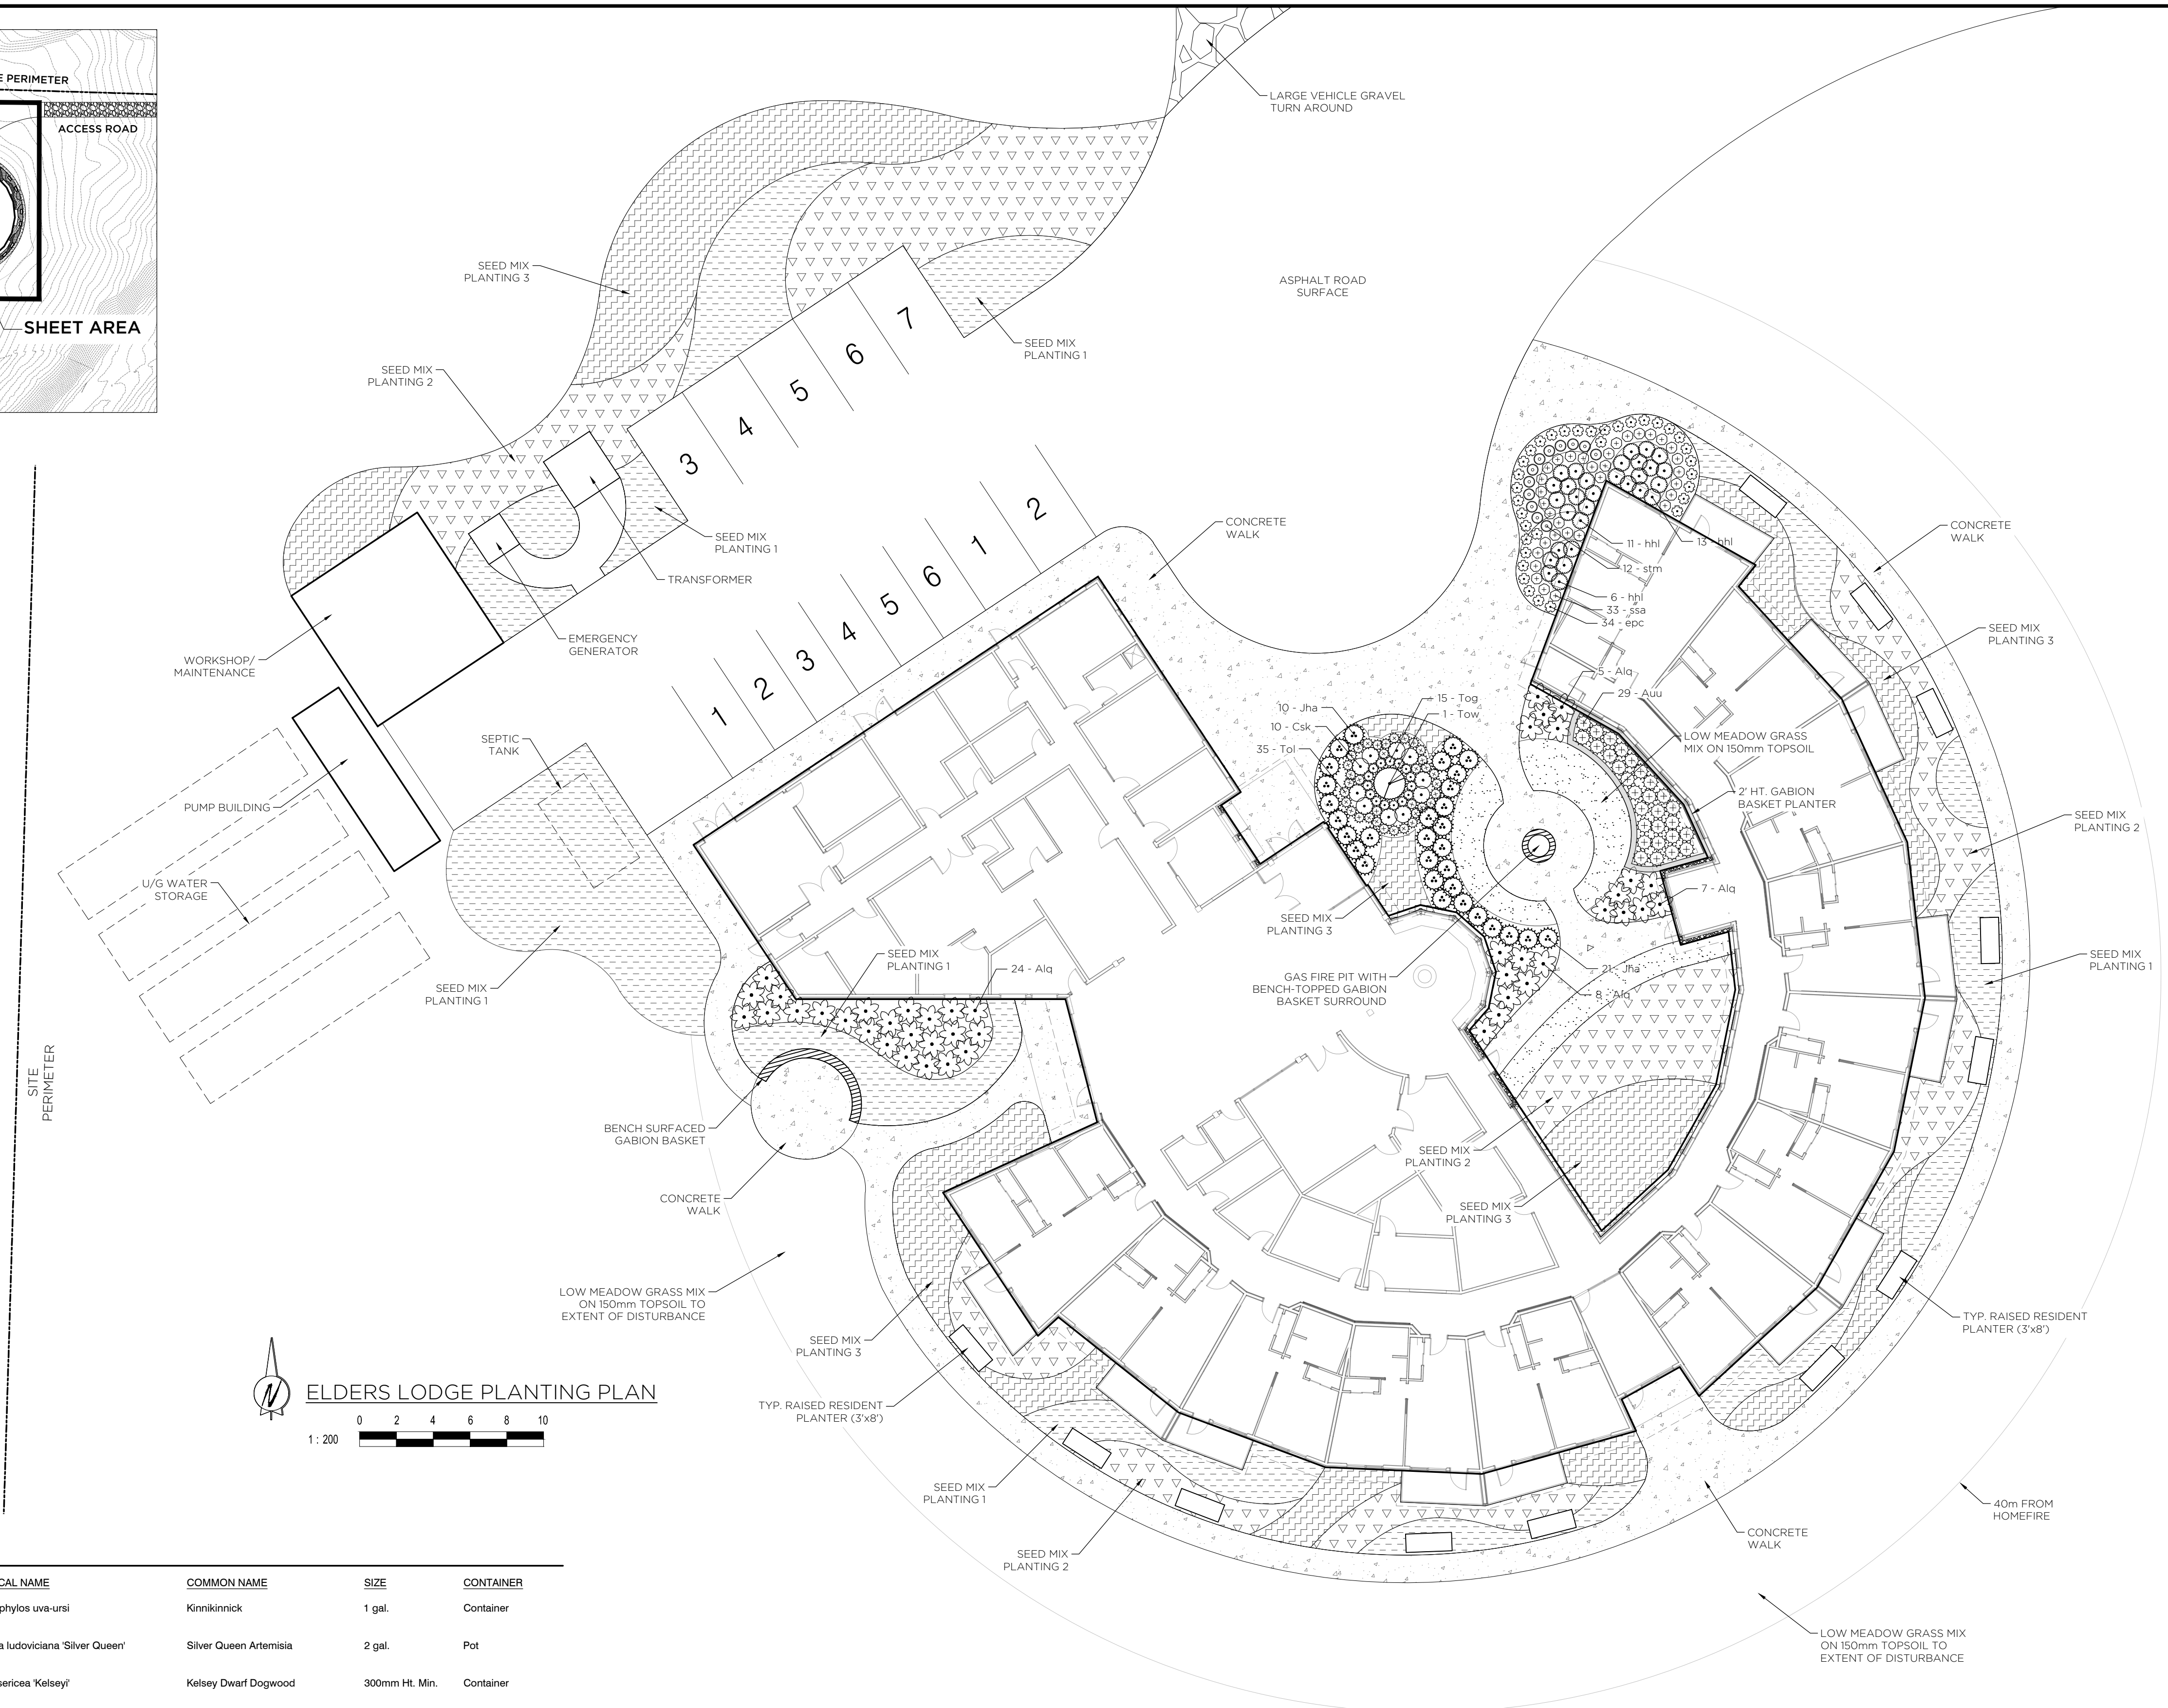 E PERIMETER
ACCESS ROAD
SHEET AREA
LARGE VEHICLE GRAVEL
TURN AROUND
SEED MIX
PLANTING 3
ASPHALT ROAD
SURFACE
SEED MIX
PLANTING 1
SEED MIX
PLANTING 2
7
6
5
4
3
SEED MIX
PLANTING 1
TRANSFORMER
EMERGENCY
GENERATOR
WORKSHOP/
MAINTENANCE
2
1
6
5
4
3
2
1
CONCRETE
WALK
CONCRETE
WALK
11 - hhl
13 - hhl
12 - stm
6 - hhl
33 - ssa
34 - epc
SEED MIX
PLANTING 3
5 - Alq
29 - Auu
15 - Tog
1 - Tow
10 - Jha
10 - Csk
35 - Tol
LOW MEADOW GRASS
MIX ON 150mm TOPSOIL
SEPTIC
TANK
PUMP BUILDING
2' HT. GABION
BASKET PLANTER
SEED MIX
PLANTING 2
U/G WATER
STORAGE
7 - Alq
SEED MIX
PLANTING 3
SEED MIX
PLANTING 1
24 - Alq
SEED MIX
PLANTING 1
SEED MIX
PLANTING 1
GAS FIRE PIT WITH
BENCH-TOPPED GABION
BASKET SURROUND
21 - Jha
8 - Alq
SITE
PERIMETER
BENCH SURFACED
GABION BASKET
SEED MIX
PLANTING 2
CONCRETE
WALK
SEED MIX
PLANTING 3
LOW MEADOW GRASS MIX
ON 150mm TOPSOIL TO
EXTENT OF DISTURBANCE
SEED MIX
PLANTING 3
TYP. RAISED RESIDENT
PLANTER (3'x8')
N
ELDERS LODGE PLANTING PLAN
0 2 4 6 8 10
1 : 200
TYP. RAISED RESIDENT
PLANTER (3'x8')
SEED MIX
PLANTING 1
40m FROM
HOMEFIRE
CONCRETE
WALK
SEED MIX
PLANTING 2
LOW MEADOW GRASS MIX
ON 150mm TOPSOIL TO
EXTENT OF DISTURBANCE
CAL NAME COMMON NAME SIZE CONTAINER
phylos uva-ursi Kinnikinnick 1 gal. Container
a ludoviciana 'Silver Queen' Silver Queen Artemisia 2 gal. Pot
sericea 'Kelseyi' Kelsey Dwarf Dogwood 300mm Ht. Min. Container